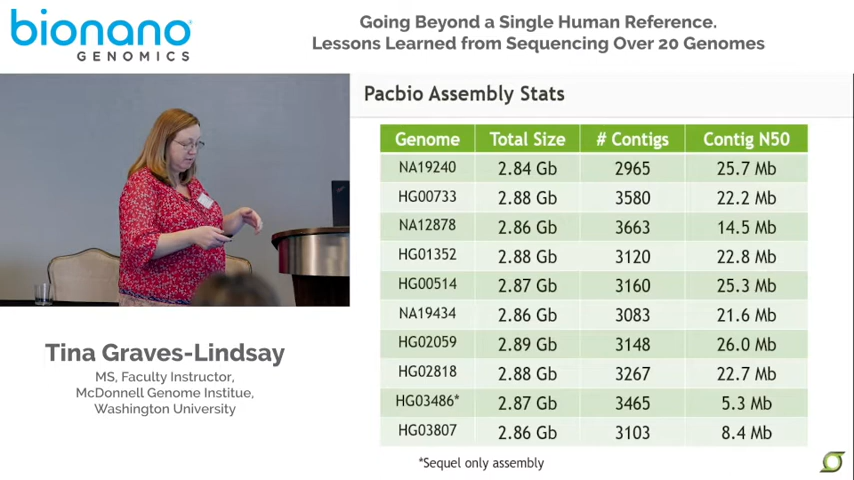 bionano
GENOMICS
Going Beyond a Single Human Reference.
Lessons Learned from Sequencing Over 20 Genomes
Pacbio Assembly Stats
Genome Total Size # Contigs Contig N50
NA19240 2.84 Gb 2965 25.7 Mb
HG00733 2.88 Gb 3580 22.2 Mb
NA12878 2.86 Gb 3663 14.5 Mb
HG01352 2.88 Gb 3120 22.8 Mb
HG00514 2.87 Gb 3160 25.3 Mb
NA19434 2.86 Gb 3083 21.6 Mb
HG02059 2.89 Gb 3148 26.0 Mb
HG02818 2.88 Gb 3267 22.7 Mb
HG03486* 2.87 Gb 3465 5.3 Mb
HG03807 2.86 Gb 3103 8.4 Mb
*Sequel only assembly
Tina Graves-Lindsay
MS, Faculty Instructor,
McDonnell Genome Institue,
Washington University